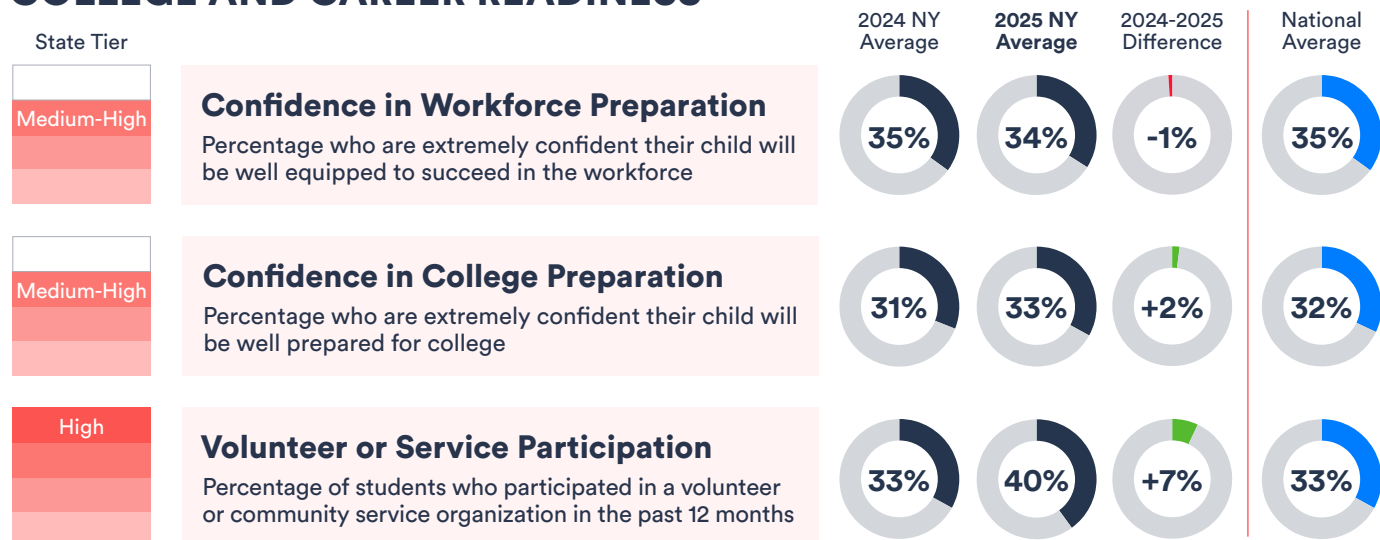 COLLEGE AND CAREER READINESS
State Tier
2024 NY
Average
2025 NY
Average
2024-2025
Difference
National
Average
Medium-High
Confidence in Workforce Preparation
Percentage who are extremely confident their child will
be well equipped to succeed in the workforce
35%
34%
-1%
35%
Medium-High
Confidence in College Preparation
Percentage who are extremely confident their child will
be well prepared for college
31%
33%
+2%
32%
High
Volunteer or Service Participation
Percentage of students who participated in a volunteer
or community service organization in the past 12 months
33%
40%
+7%
33%